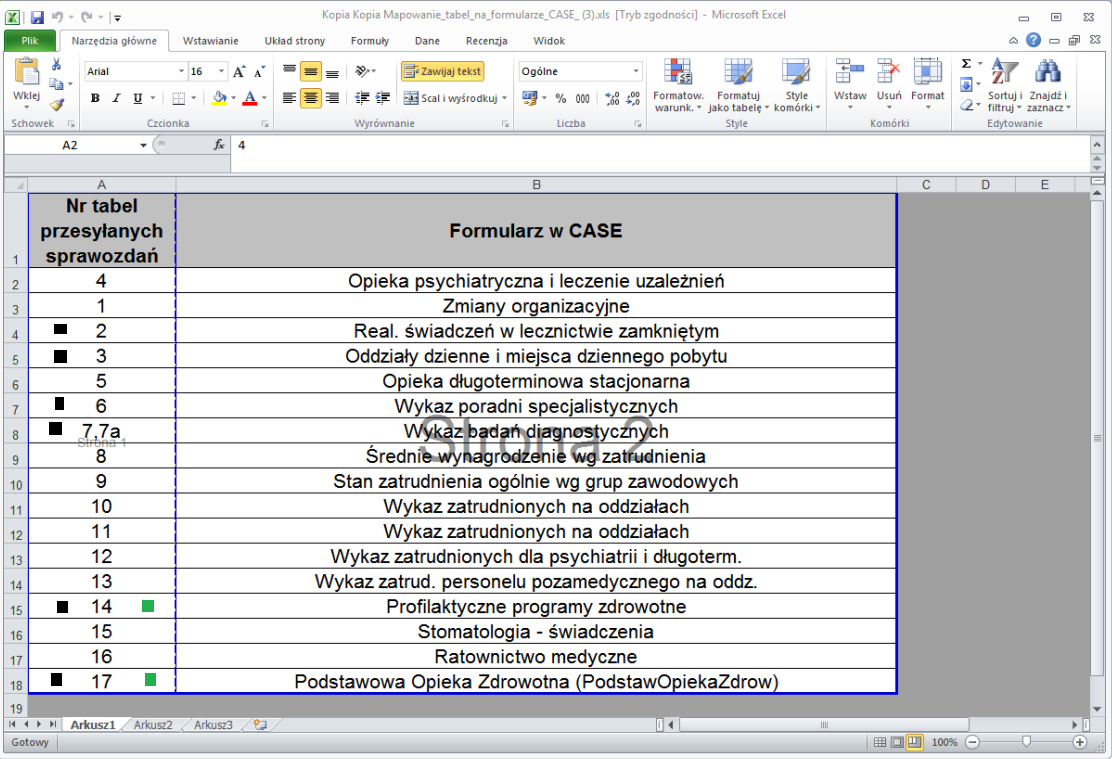 Kopia Kopia Mapowanie_tabel_na_formularze_CASE_ (3).xls [Tryb zgodności] - Microsoft Excel
Plik Narzędzia główne Wstawianie Układ strony Formuły Dane Recenzja Widok
Wklej
Arial 16 A A
B I U A
Zawijaj tekst
Scal i wyśrodkuj
Ogólne
% 000
Formatow. warunk.
Formatuj jako tabelę
Style komórki
Wstaw Usuń Format
Σ
Sortuj i filtruj
Znajdź i zaznacz
Schowek Czcionka Wyrównanie Liczba Style Komórki Edytowanie
A2 fx 4
A B C D E
1 Nr tabel przesyłanych sprawozdań Formularz w CASE
2 4 Opieka psychiatryczna i leczenie uzależnień
3 1 Zmiany organizacyjne
4 2 Real. świadczeń w lecznictwie zamkniętym
5 3 Oddziały dzienne i miejsca dziennego pobytu
6 5 Opieka długoterminowa stacjonarna
7 6 Wykaz poradni specjalistycznych
8 7,7a Wykaz badań diagnostycznych
Strona 1 Strona 2
9 8 Średnie wynagrodzenie wg zatrudnienia
10 9 Stan zatrudnienia ogólnie wg grup zawodowych
11 10 Wykaz zatrudnionych na oddziałach
12 11 Wykaz zatrudnionych na oddziałach
13 12 Wykaz zatrudnionych dla psychiatrii i długoterm.
14 13 Wykaz zatrud. personelu pozamedycznego na oddz.
15 14 Profilaktyczne programy zdrowotne
16 15 Stomatologia - świadczenia
17 16 Ratownictwo medyczne
18 17 Podstawowa Opieka Zdrowotna (PodstawOpiekaZdrow)
19
Arkusz1 Arkusz2 Arkusz3
Gotowy 100%